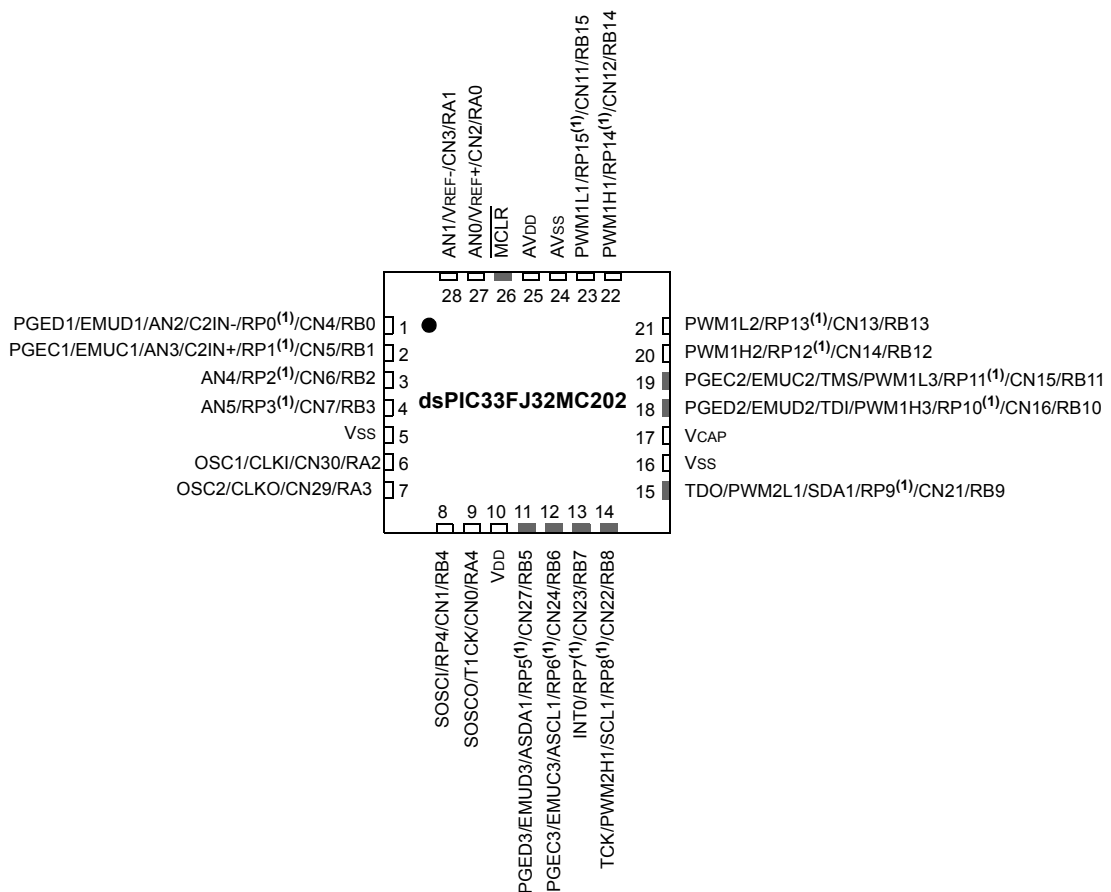 AN1/VREF-/CN3/RA1
AN0/VREF+/CN2/RA0
MCLR
AVDD
AVSS
PWM1L1/RP15(1)/CN11/RB15
PWM1H1/RP14(1)/CN12/RB14
28 27 26 25 24 23 22
PGED1/EMUD1/AN2/C2IN-/RP0(1)/CN4/RB0 1
PGEC1/EMUC1/AN3/C2IN+/RP1(1)/CN5/RB1 2
AN4/RP2(1)/CN6/RB2 3
AN5/RP3(1)/CN7/RB3 4
VSS 5
OSC1/CLKI/CN30/RA2 6
OSC2/CLKO/CN29/RA3 7
dsPIC33FJ32MC202
21 PWM1L2/RP13(1)/CN13/RB13
20 PWM1H2/RP12(1)/CN14/RB12
19 PGEC2/EMUC2/TMS/PWM1L3/RP11(1)/CN15/RB11
18 PGED2/EMUD2/TDI/PWM1H3/RP10(1)/CN16/RB10
17 VCAP
16 VSS
15 TDO/PWM2L1/SDA1/RP9(1)/CN21/RB9
8 9 10 11 12 13 14
SOSCI/RP4/CN1/RB4
SOSCO/T1CK/CN0/RA4
VDD
PGED3/EMUD3/ASDA1/RP5(1)/CN27/RB5
PGEC3/EMUC3/ASCL1/RP6(1)/CN24/RB6
INT0/RP7(1)/CN23/RB7
TCK/PWM2H1/SCL1/RP8(1)/CN22/RB8